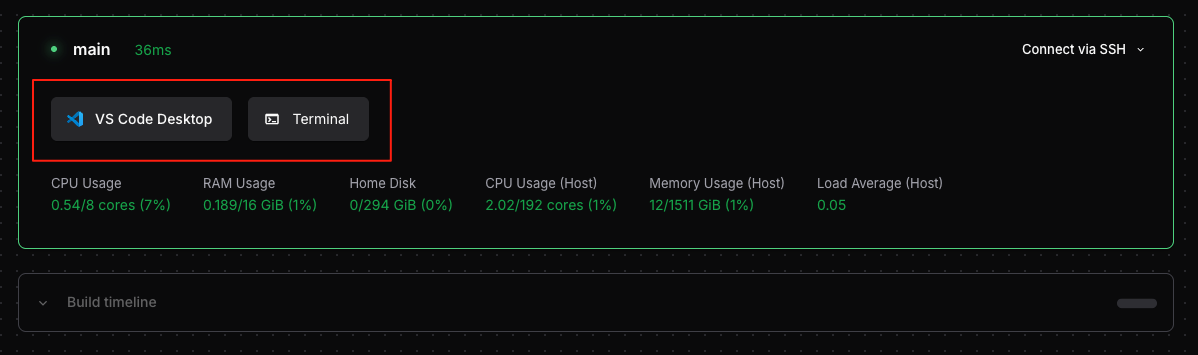 main 36ms Connect via SSH
VS Code Desktop Terminal
CPU Usage RAM Usage Home Disk CPU Usage (Host) Memory Usage (Host) Load Average (Host)
0.54/8 cores (7%) 0.189/16 GiB (1%) 0/294 GiB (0%) 2.02/192 cores (1%) 12/1511 GiB (1%) 0.05
Build timeline